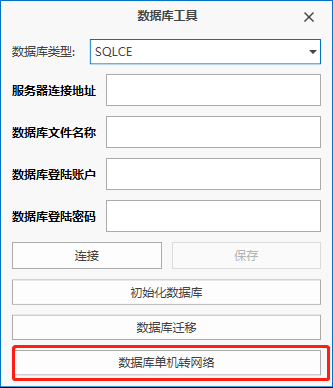 数据库工具
数据库类型: SQLCE
服务器连接地址
数据库文件名称
数据库登陆账户
数据库登陆密码
连接 保存
初始化数据库
数据库迁移
数据库单机转网络